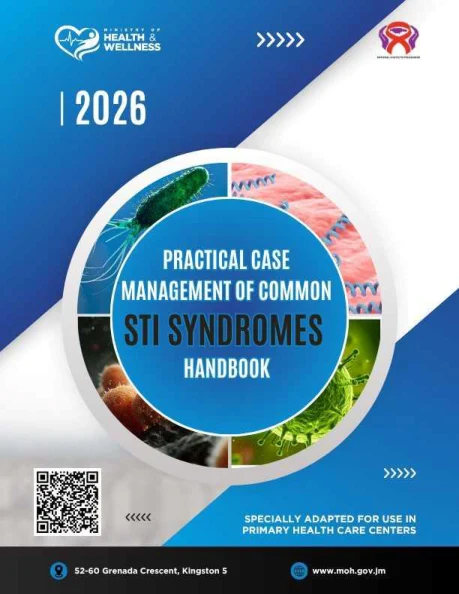 MINISTRY OF
HEALTH &
WELLNESS
| 2026
PRACTICAL CASE
MANAGEMENT OF COMMON
STI SYNDROMES
HANDBOOK
SPECIALLY ADAPTED FOR USE IN
PRIMARY HEALTH CARE CENTERS
52-60 Grenada Crescent, Kingston 5
www.moh.gov.jm